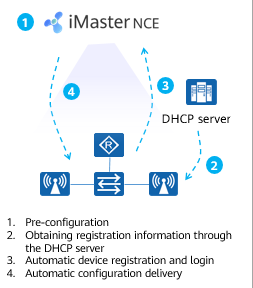 1 iMaster NCE
4
3
DHCP server
R
2
1. Pre-configuration
2. Obtaining registration information through
the DHCP server
3. Automatic device registration and login
4. Automatic configuration delivery